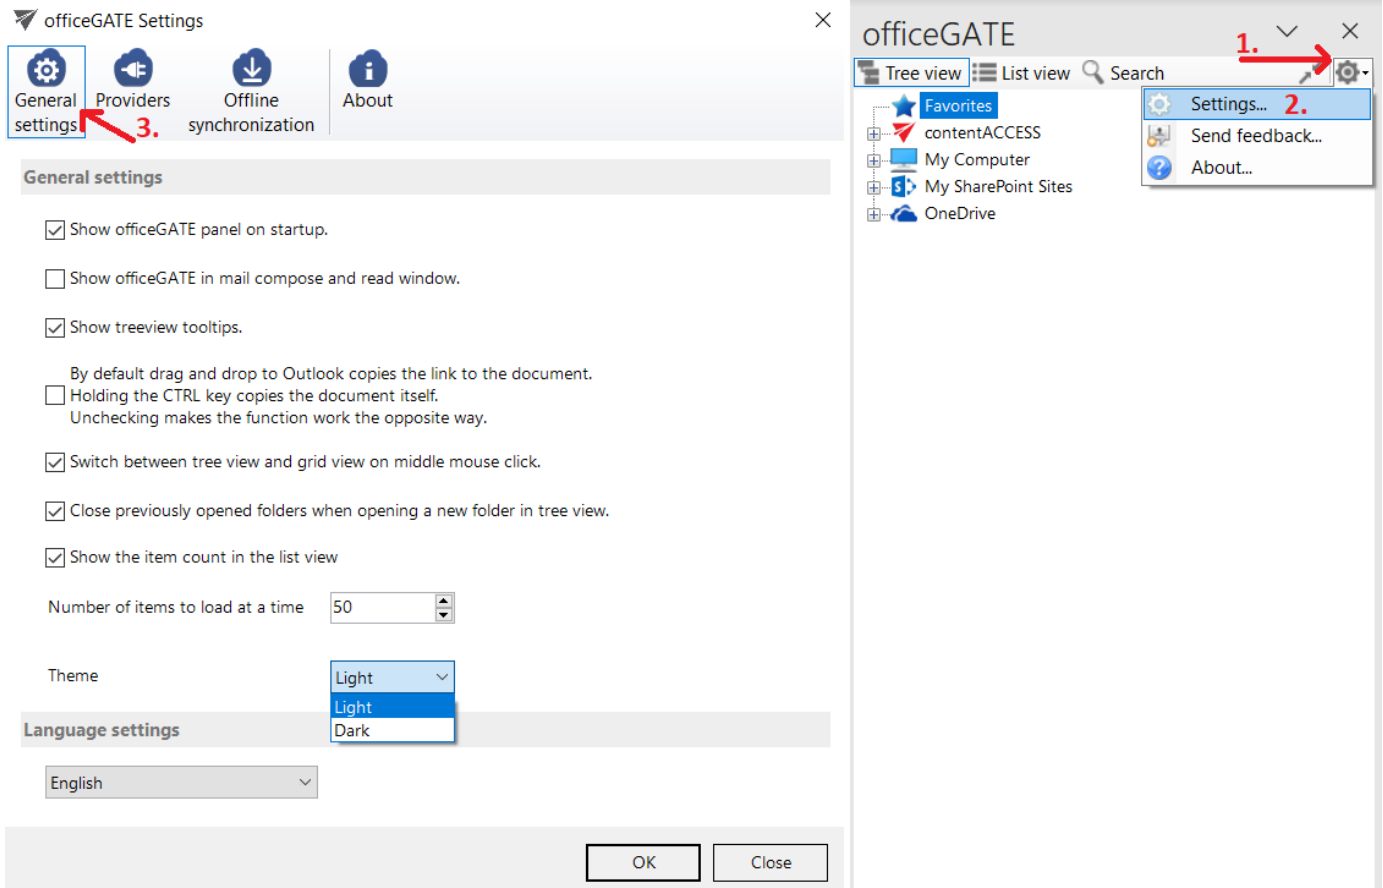 officeGATE Settings
General settings
Providers
Offline synchronization
About
3.
General settings
Show officeGATE panel on startup.
Show officeGATE in mail compose and read window.
Show treeview tooltips.
By default drag and drop to Outlook copies the link to the document.
Holding the CTRL key copies the document itself.
Unchecking makes the function work the opposite way.
Switch between tree view and grid view on middle mouse click.
Close previously opened folders when opening a new folder in tree view.
Show the item count in the list view
Number of items to load at a time 50
Theme Light
Light
Dark
Language settings
English
OK Close
officeGATE
1.
Tree view List view Search
Favorites
contentACCESS
My Computer
My SharePoint Sites
OneDrive
Settings... 2.
Send feedback...
About...